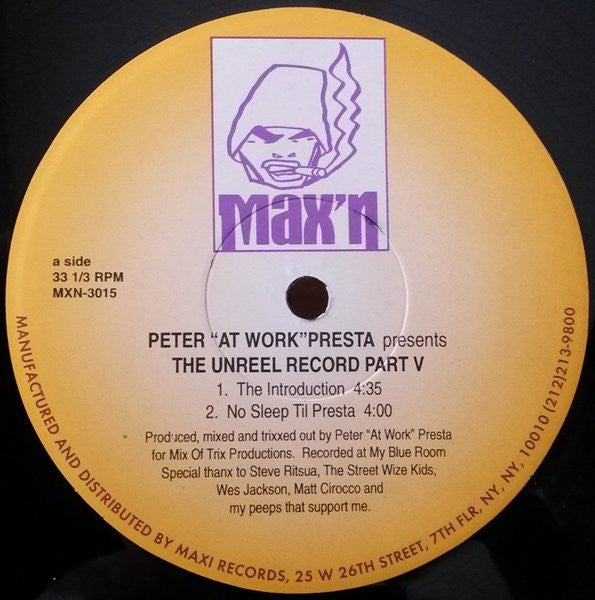 max'n
a side
33 1/3 RPM
MXN-3015
PETER "AT WORK"PRESTA presents
THE UNREEL RECORD PART V
1. The Introduction 4:35
2. No Sleep Til Presta 4:00
Produced, mixed and trixxed out by Peter "At Work" Presta
for Mix Of Trix Productions. Recorded at My Blue Room
Special thanx to Steve Ritsua, The Street Wize Kids,
Wes Jackson, Matt Cirocco and
my peeps that support me.
MANUFACTURED AND DISTRIBUTED BY MAXI RECORDS, 25 W 26TH STREET, 7TH FLR, NY, NY, 10010 (212)213-9800